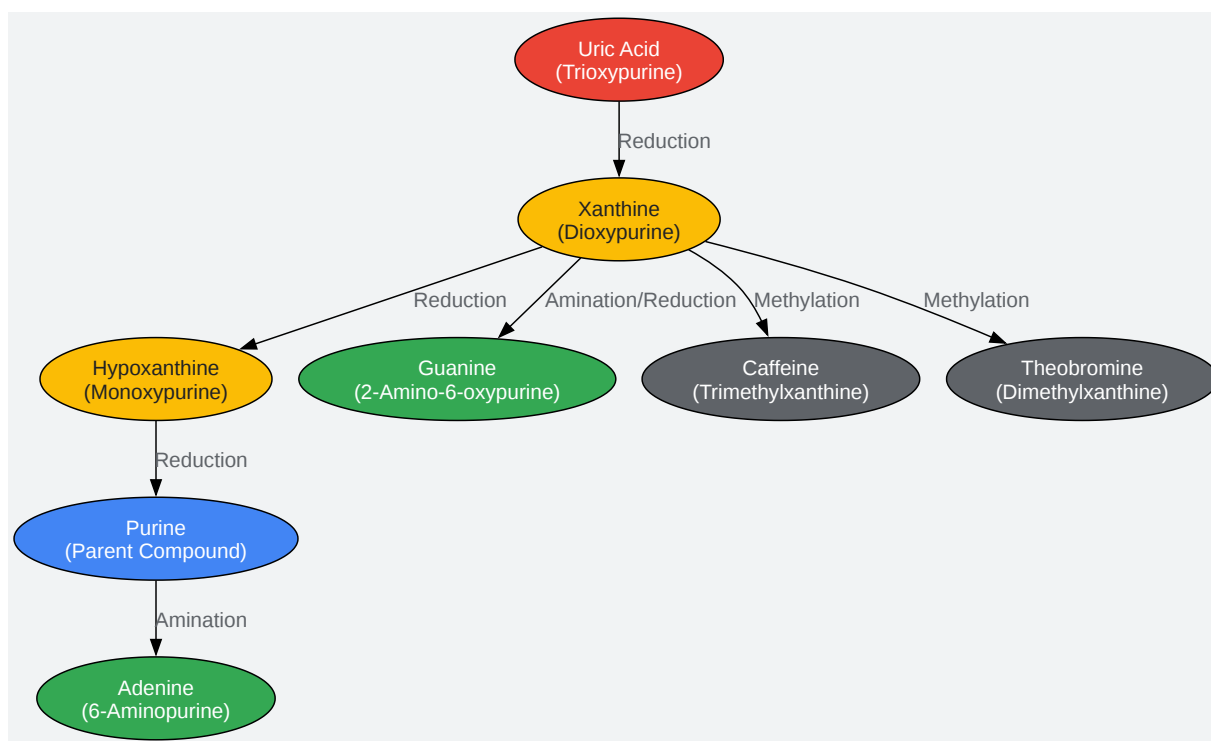 Uric Acid
(Trioxypurine)
Reduction
Xanthine
(Dioxypurine)
Reduction
Amination/Reduction
Methylation
Methylation
Hypoxanthine
(Monoxypurine)
Guanine
(2-Amino-6-oxypurine)
Caffeine
(Trimethylxanthine)
Theobromine
(Dimethylxanthine)
Reduction
Purine
(Parent Compound)
Amination
Adenine
(6-Aminopurine)